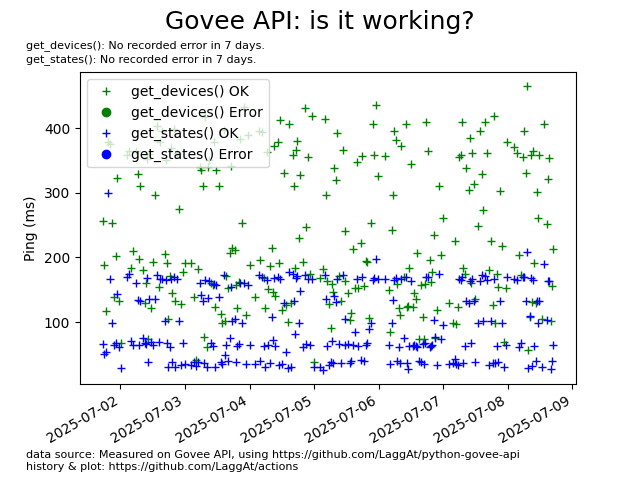 Govee API: is it working?
get_devices(): No recorded error in 7 days.
get_states(): No recorded error in 7 days.
get_devices() OK
get_devices() Error
get_states() OK
get_states() Error
Ping (ms)
400
300
200
100
2025-07-02
2025-07-03
2025-07-04
2025-07-05
2025-07-06
2025-07-07
2025-07-08
2025-07-09
data source: Measured on Govee API, using https://github.com/LaggAt/python-govee-api
history & plot: https://github.com/LaggAt/actions